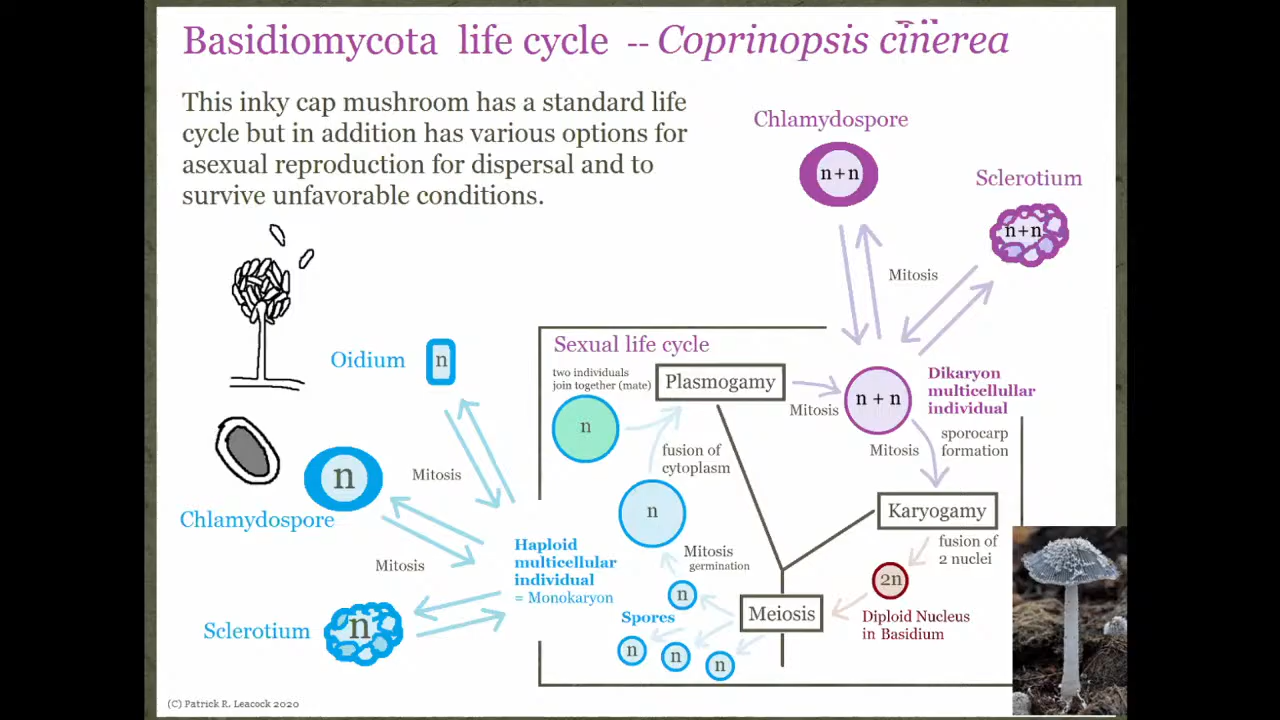 Basidiomycota life cycle -- Coprinopsis cinerea
This inky cap mushroom has a standard life
cycle but in addition has various options for
asexual reproduction for dispersal and to
survive unfavorable conditions.
Chlamydospore
n+n
Sclerotium
n+n
Mitosis
Oidium
n
Chlamydospore
n
Mitosis
Mitosis
Sclerotium
n
Haploid
multicellular
individual
= Monokaryon
Sexual life cycle
two individuals
join together (mate)
n
Plasmogamy
Mitosis
n + n
Dikaryon
multicellullar
individual
Mitosis
sporocarp
formation
fusion of
cytoplasm
n
Karyogamy
fusion of
2 nuclei
2n
Diploid Nucleus
in Basidium
Meiosis
Mitosis
germination
n
Spores
n
n
n
(C) Patrick R. Leacock 2020